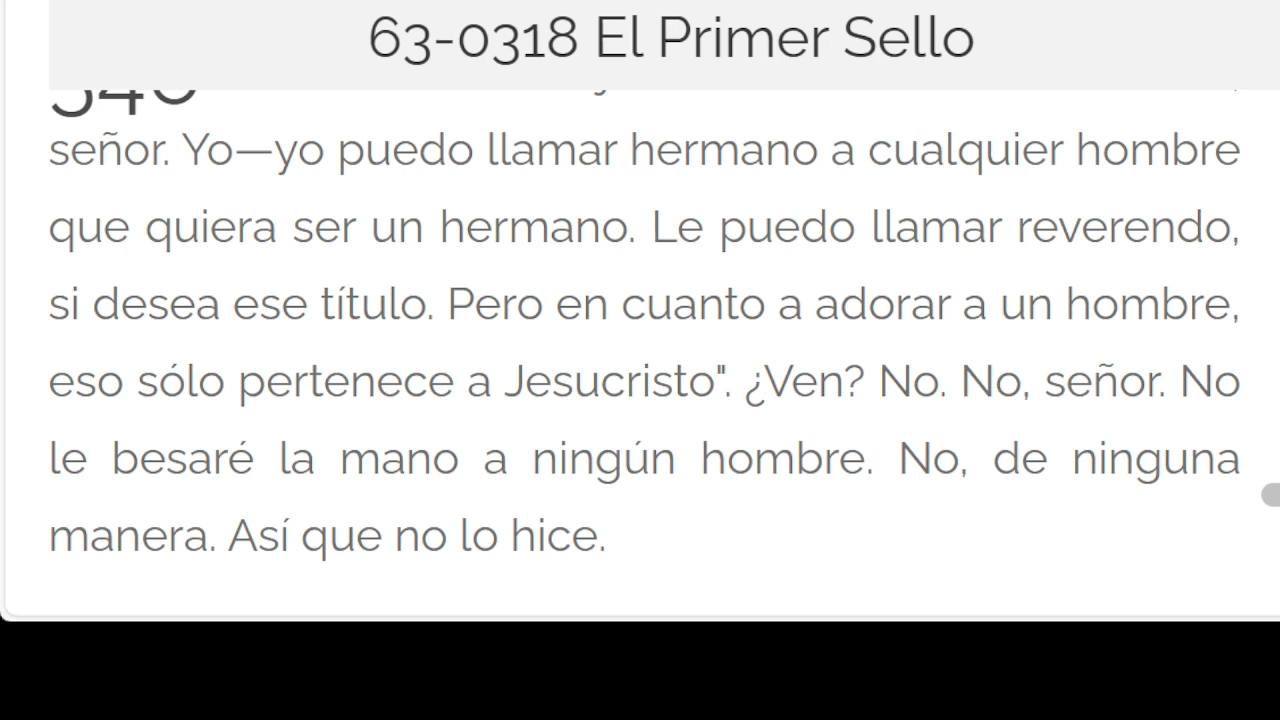 63-0318 El Primer Sello
señor. Yo—yo puedo llamar hermano a cualquier hombre
que quiera ser un hermano. Le puedo llamar reverendo,
si desea ese título. Pero en cuanto a adorar a un hombre,
eso sólo pertenece a Jesucristo". ¿Ven? No. No, señor. No
le besaré la mano a ningún hombre. No, de ninguna
manera. Así que no lo hice.